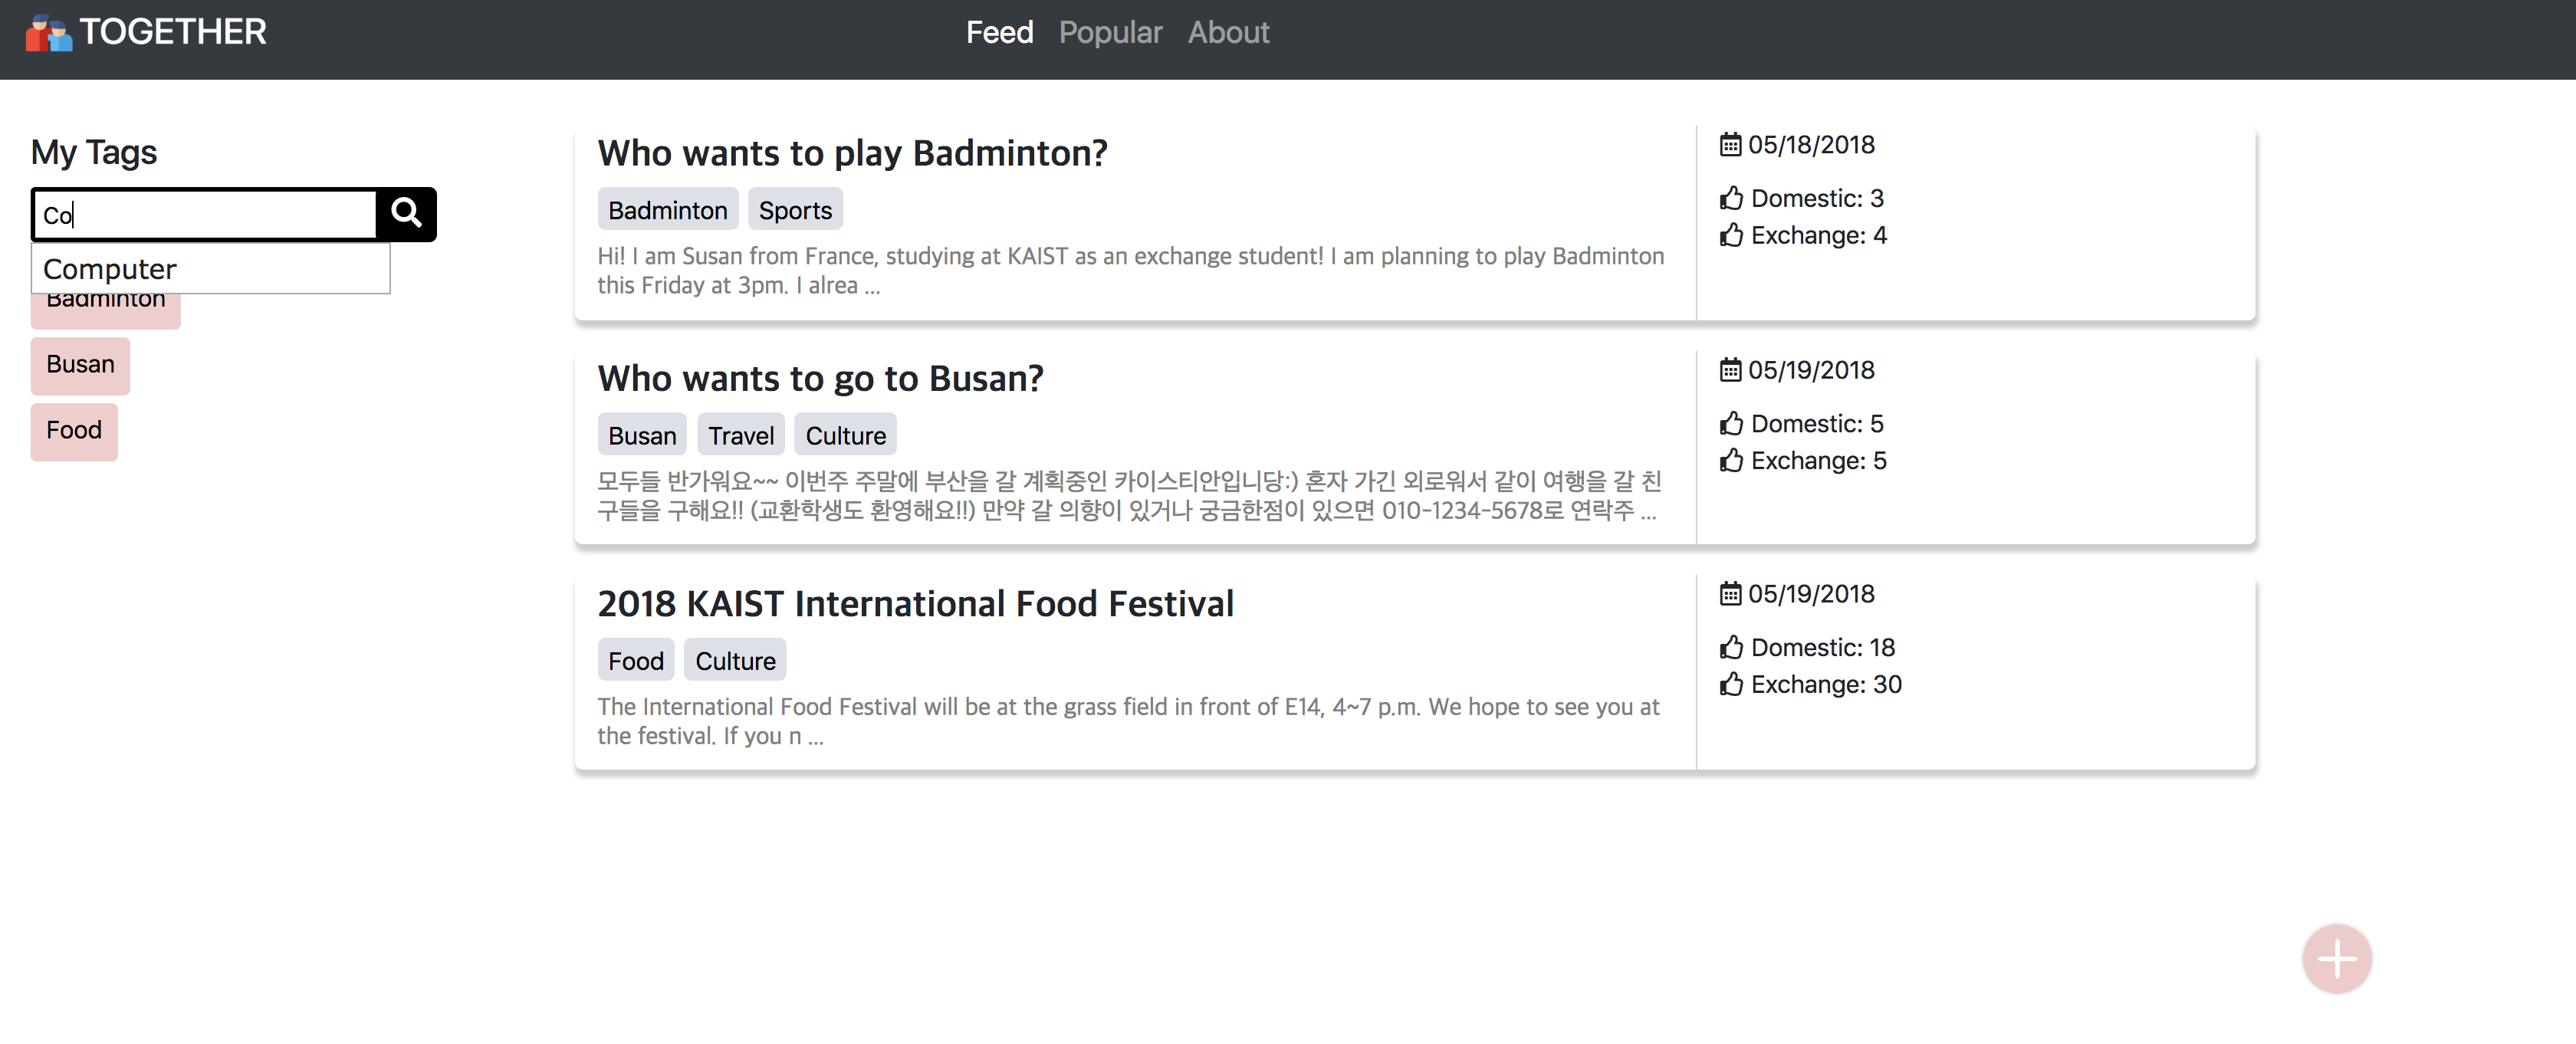 TOGETHER
Feed Popular About
My Tags
Co
Computer
Badminton
Busan
Food
Who wants to play Badminton?
Badminton Sports
Hi! I am Susan from France, studying at KAIST as an exchange student! I am planning to play Badminton
this Friday at 3pm. I alrea ...
05/18/2018
Domestic: 3
Exchange: 4
Who wants to go to Busan?
Busan Travel Culture
모두들 반가워요~~ 이번주 주말에 부산을 갈 계획중인 카이스티안입니당:) 혼자 가긴 외로워서 같이 여행을 갈 친
구들을 구해요!! (교환학생도 환영해요!!) 만약 갈 의향이 있거나 궁금한점이 있으면 010-1234-5678로 연락주 ...
05/19/2018
Domestic: 5
Exchange: 5
2018 KAIST International Food Festival
Food Culture
The International Food Festival will be at the grass field in front of E14, 4~7 p.m. We hope to see you at
the festival. If you n ...
05/19/2018
Domestic: 18
Exchange: 30